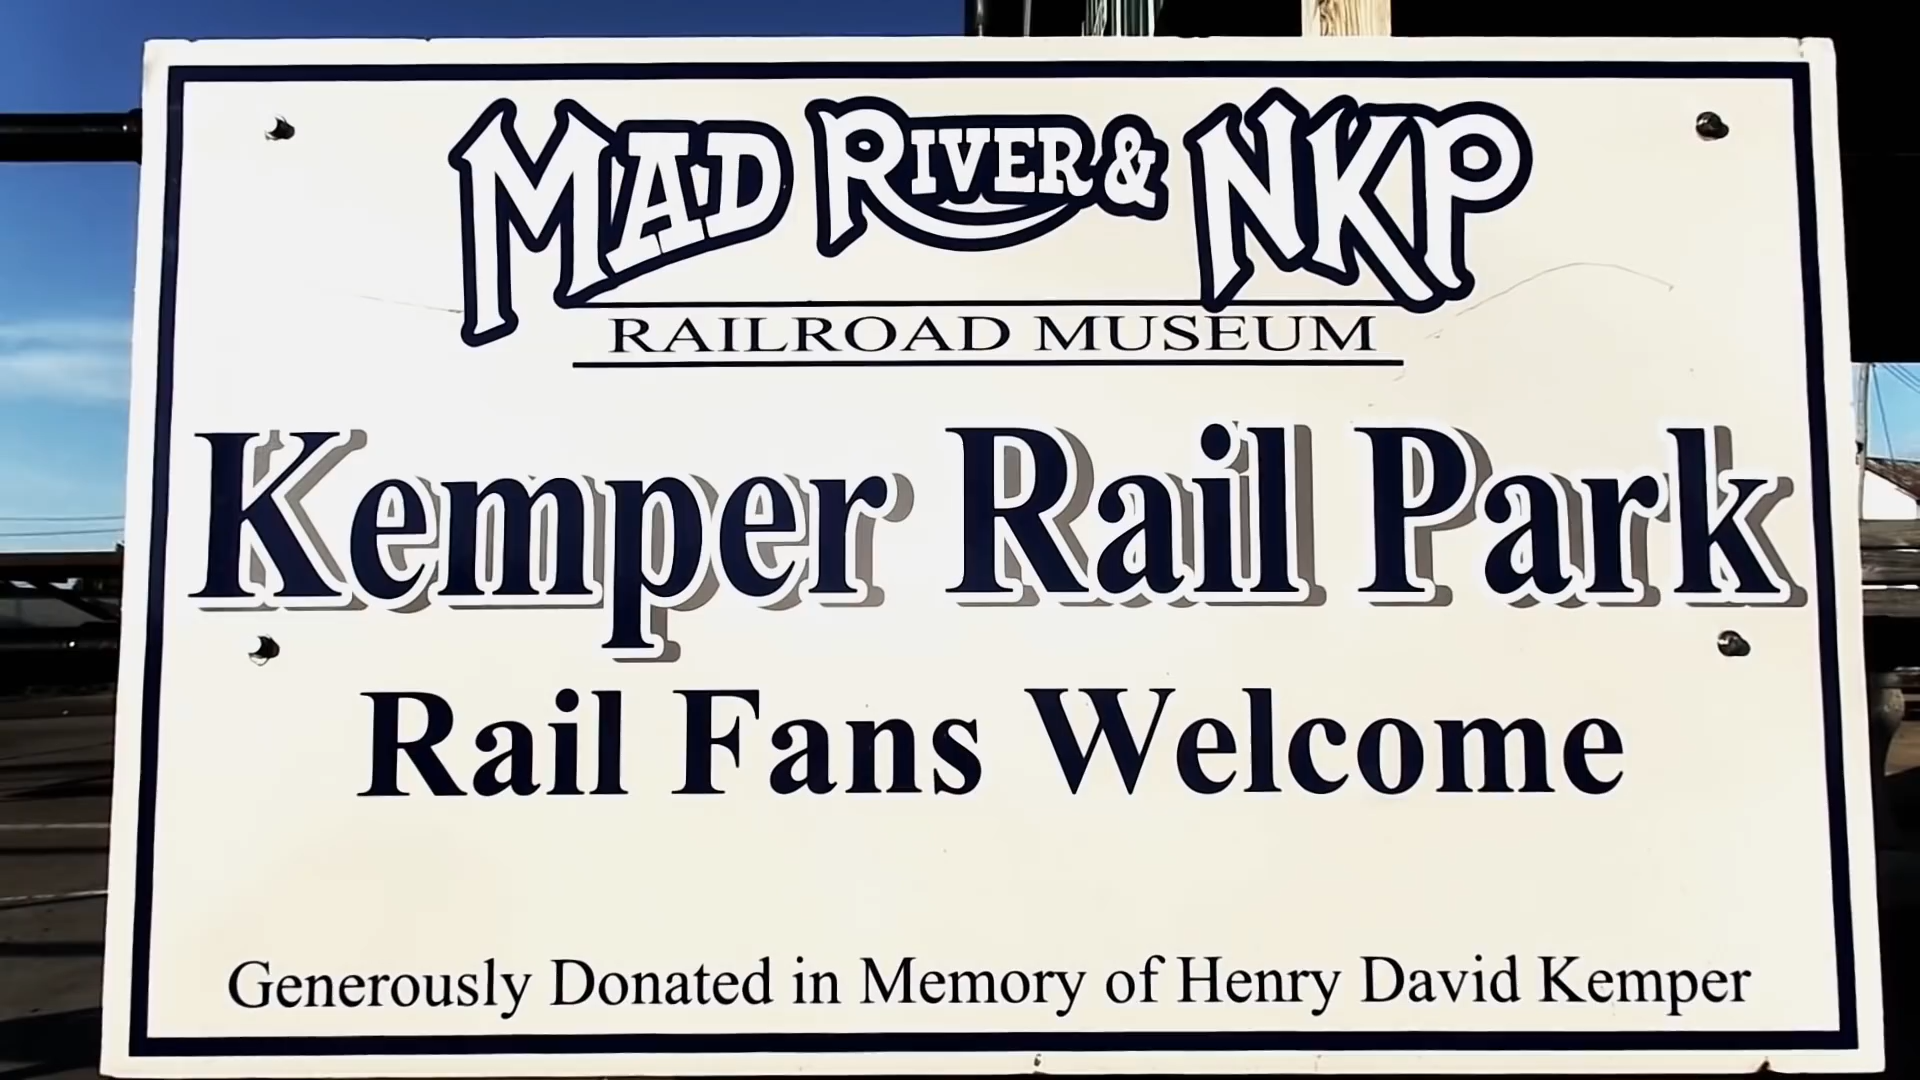 MAD RIVER & NKP
RAILROAD MUSEUM
Kemper Rail Park
Rail Fans Welcome
Generously Donated in Memory of Henry David Kemper